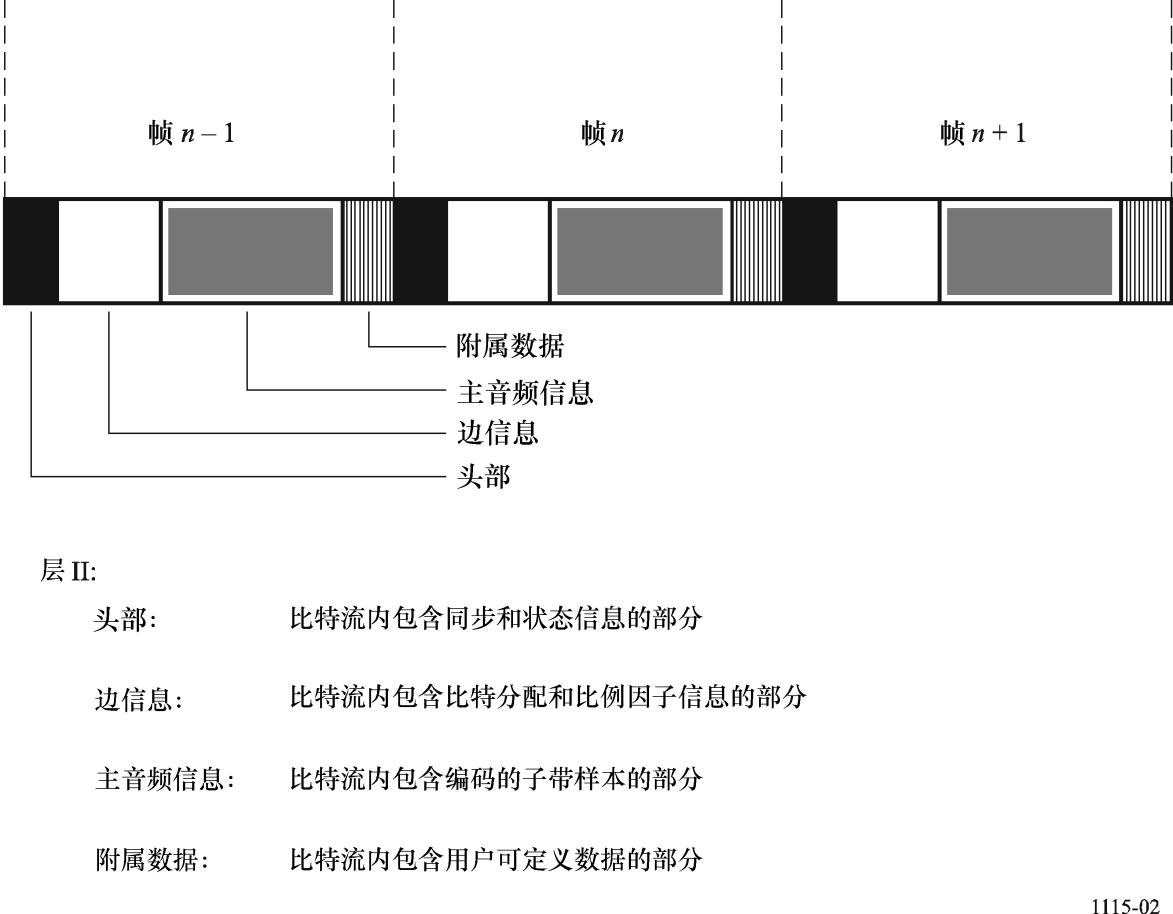 帧 n – 1 帧 n 帧 n + 1
附属数据
主音频信息
边信息
头部
层 II:
头部: 比特流内包含同步和状态信息的部分
边信息: 比特流内包含比特分配和比例因子信息的部分
主音频信息: 比特流内包含编码的子带样本的部分
附属数据: 比特流内包含用户可定义数据的部分
1115-02